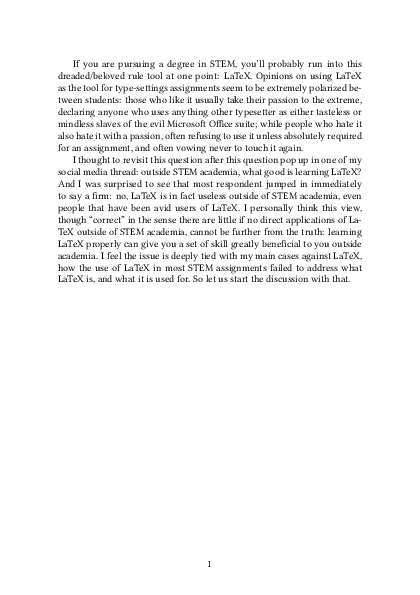 If you are pursuing a degree in STEM, you'll probably run into this
dreaded/beloved rule tool at one point: LaTeX. Opinions on using LaTeX
as the tool for type-settings assignments seem to be extremely polarized be-
tween students: those who like it usually take their passion to the extreme,
declaring anyone who uses anything other typesetter as either tasteless or
mindless slaves of the evil Microsoft Office suite; while people who hate it
also hate it with a passion, often refusing to use it unless absolutely required
for an assignment, and often vowing never to touch it again.
I thought to revisit this question after this question pop up in one of my
social media thread: outside STEM academia, what good is learning LaTeX?
And I was surprised to see that most respondent jumped in immediately
to say a firm: no, LaTeX is in fact useless outside of STEM academia, even
people that have been avid users of LaTeX. I personally think this view,
though “correct” in the sense there are little if no direct applications of La-
TeX outside of STEM academia, cannot be further from the truth: learning
LaTeX properly can give you a set of skill greatly beneficial to you outside
academia. I feel the issue is deeply tied with my main cases against LaTeX,
how the use of LaTeX in most STEM assignments failed to address what
LaTeX is, and what it is used for. So let us start the discussion with that.
1